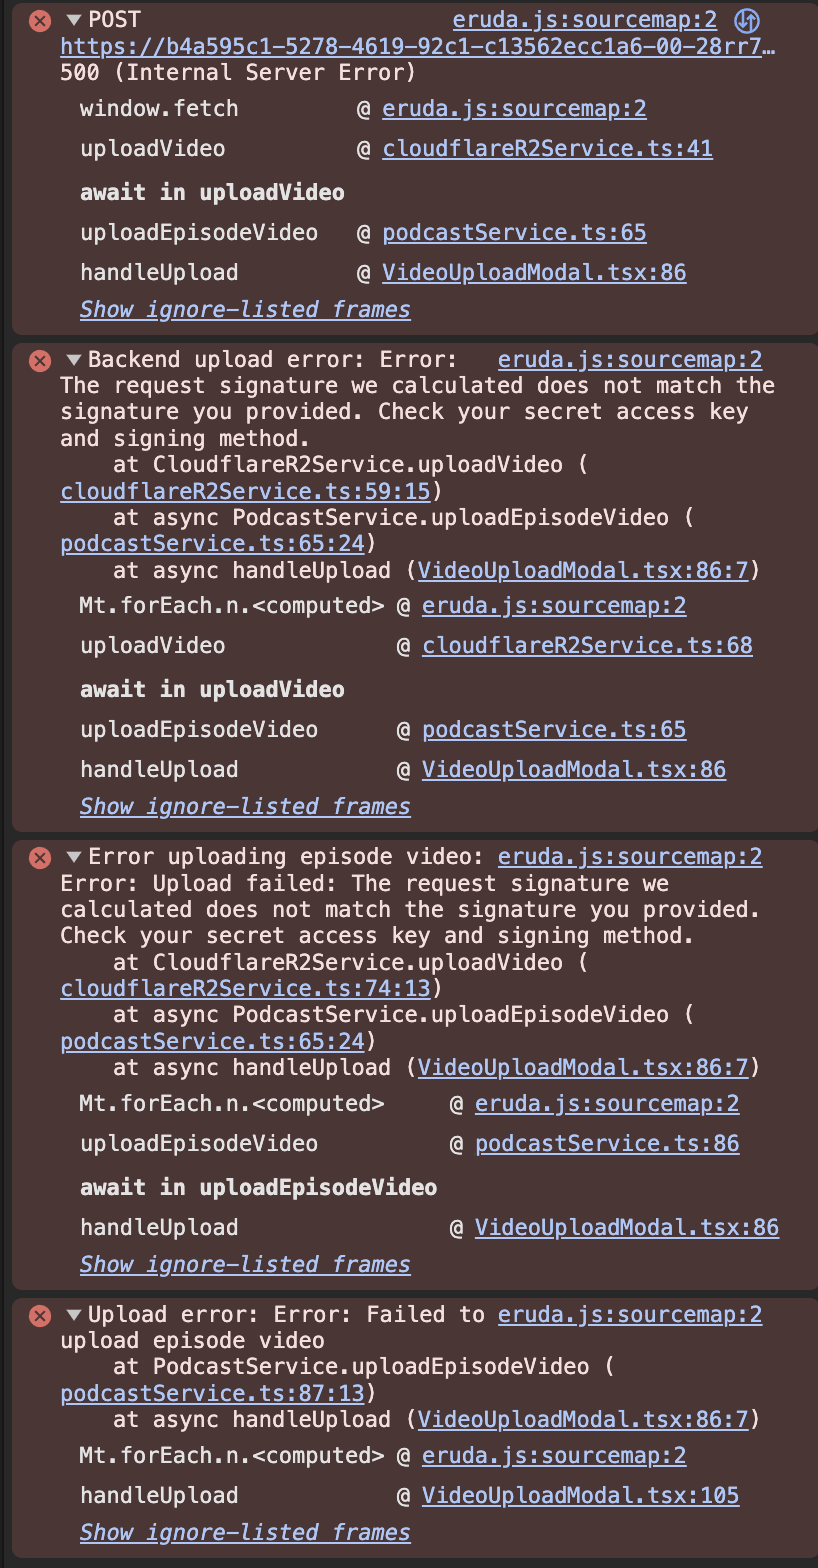 ▼POST eruda.js:sourcemap:2
https://b4a595c1-5278-4619-92c1-c13562ecc1a6-00-28rr7…
500 (Internal Server Error)
window.fetch @ eruda.js:sourcemap:2
uploadVideo @ cloudflareR2Service.ts:41
await in uploadVideo
uploadEpisodeVideo @ podcastService.ts:65
handleUpload @ VideoUploadModal.tsx:86
Show ignore-listed frames
▼Backend upload error: Error: eruda.js:sourcemap:2
The request signature we calculated does not match the
signature you provided. Check your secret access key
and signing method.
at CloudflareR2Service.uploadVideo (
cloudflareR2Service.ts:59:15)
at async PodcastService.uploadEpisodeVideo (
podcastService.ts:65:24)
at async handleUpload (VideoUploadModal.tsx:86:7)
Mt.forEach.n.<computed> @ eruda.js:sourcemap:2
uploadVideo @ cloudflareR2Service.ts:68
await in uploadVideo
uploadEpisodeVideo @ podcastService.ts:65
handleUpload @ VideoUploadModal.tsx:86
Show ignore-listed frames
▼Error uploading episode video: eruda.js:sourcemap:2
Error: Upload failed: The request signature we
calculated does not match the signature you provided.
Check your secret access key and signing method.
at CloudflareR2Service.uploadVideo (
cloudflareR2Service.ts:74:13)
at async PodcastService.uploadEpisodeVideo (
podcastService.ts:65:24)
at async handleUpload (VideoUploadModal.tsx:86:7)
Mt.forEach.n.<computed> @ eruda.js:sourcemap:2
uploadEpisodeVideo @ podcastService.ts:86
await in uploadEpisodeVideo
handleUpload @ VideoUploadModal.tsx:86
Show ignore-listed frames
▼Upload error: Error: Failed to eruda.js:sourcemap:2
upload episode video
at PodcastService.uploadEpisodeVideo (
podcastService.ts:87:13)
at async handleUpload (VideoUploadModal.tsx:86:7)
Mt.forEach.n.<computed> @ eruda.js:sourcemap:2
handleUpload @ VideoUploadModal.tsx:105
Show ignore-listed frames